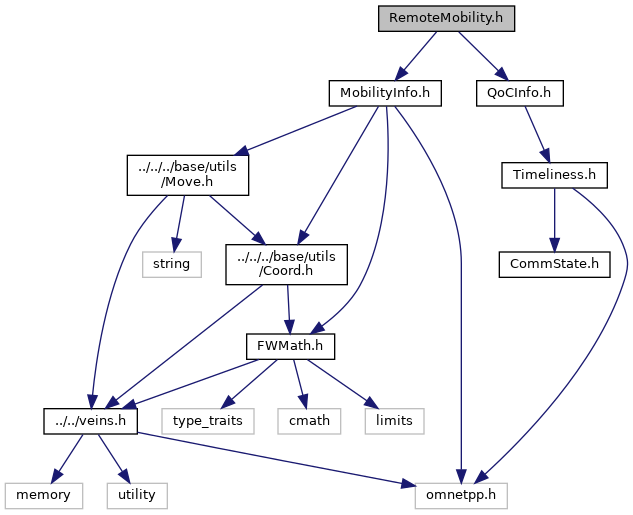 RemoteMobility.h
MobilityInfo.h
QoCInfo.h
../../../base/utils
/Move.h
Timeliness.h
string
../../../base/utils
/Coord.h
CommState.h
FWMath.h
../../veins.h
type_traits
cmath
limits
memory
utility
omnetpp.h